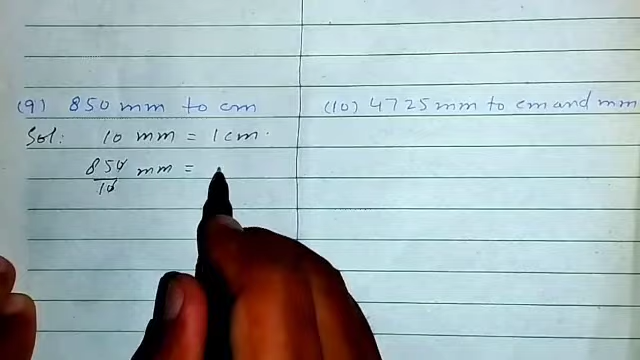 (9) 850 mm to cm
Sol: 10 mm = 1 cm.
850/10 mm =
(10) 4725 mm to cm and mm